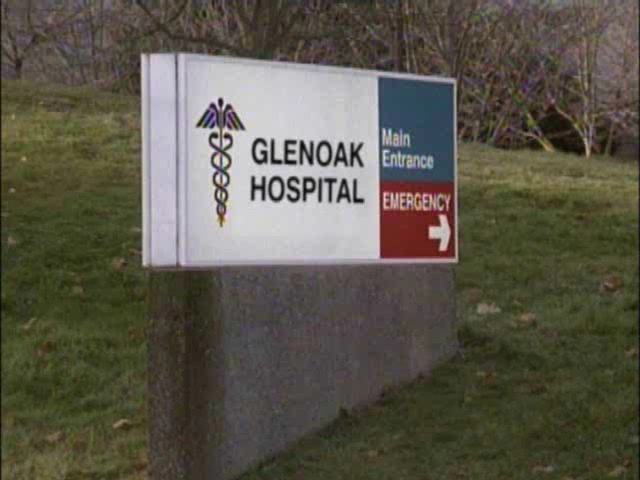 GLENOAK
HOSPITAL
Main
Entrance
EMERGENCY